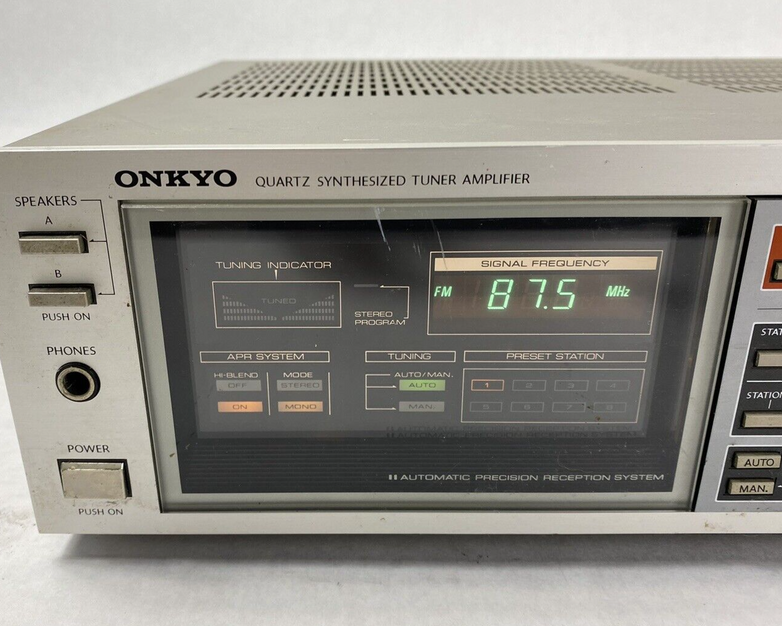 ONKYO QUARTZ SYNTHESIZED TUNER AMPLIFIER
SPEAKERS
A
B
PUSH ON
PHONES
POWER
PUSH ON
TUNING INDICATOR
TUNED
STEREO
PROGRAM
SIGNAL FREQUENCY
FM 87.5 MHz
APR SYSTEM
HI-BLEND MODE
OFF STEREO
ON MONO
TUNING
AUTO/MAN.
AUTO
MAN.
PRESET STATION
1 2 3 4
5 6 7 8
AUTOMATIC PRECISION RECEPTION SYSTEM
AUTO
MAN.